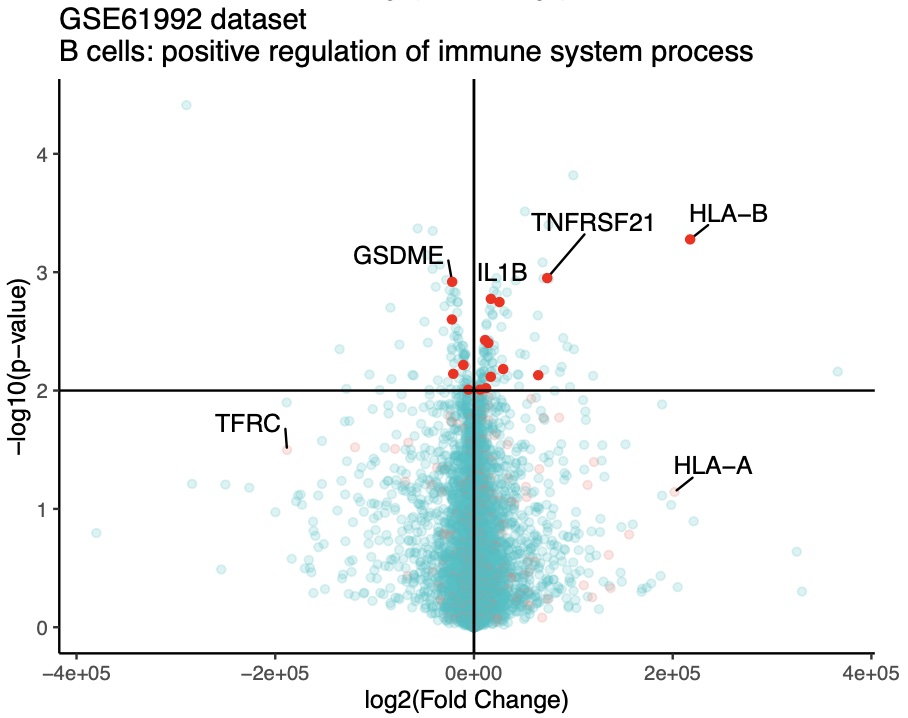 GSE61992 dataset
B cells: positive regulation of immune system process
4
3
2
1
0
−log10(p−value)
TNFRSF21
HLA−B
GSDME
IL1B
TFRC
HLA−A
−4e+05
−2e+05
0e+00
2e+05
4e+05
log2(Fold Change)